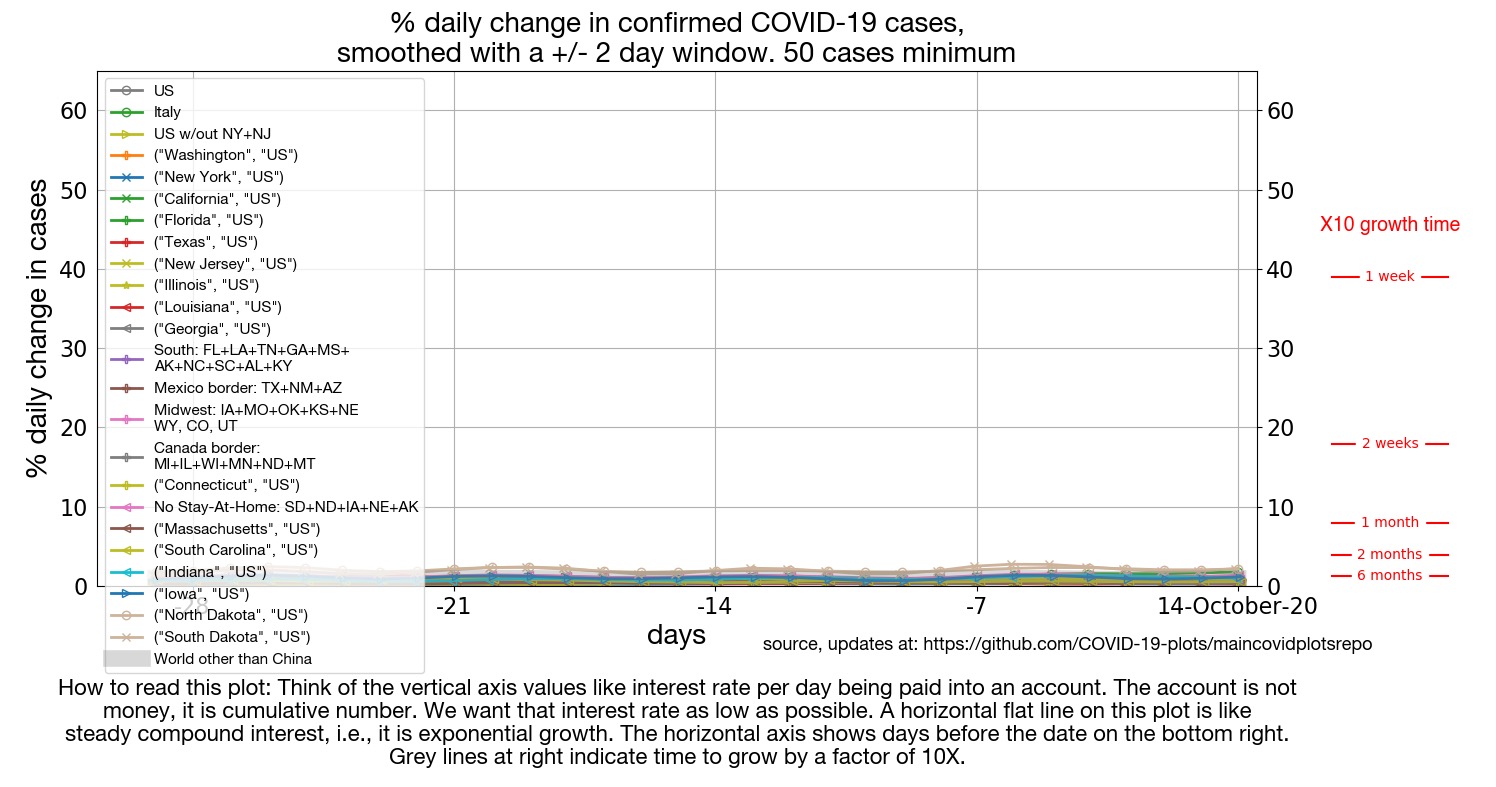 % daily change in confirmed COVID-19 cases,
smoothed with a +/- 2 day window. 50 cases minimum
% daily change in cases
60
50
40
30
20
10
0
US
Italy
US w/out NY+NJ
("Washington", "US")
("New York", "US")
("California", "US")
("Florida", "US")
("Texas", "US")
("New Jersey", "US")
("Illinois", "US")
("Louisiana", "US")
("Georgia", "US")
South: FL+LA+TN+GA+MS+
AK+NC+SC+AL+KY
Mexico border: TX+NM+AZ
Midwest: IA+MO+OK+KS+NE
WY, CO, UT
Canada border:
MI+IL+WI+MN+ND+MT
("Connecticut", "US")
No Stay-At-Home: SD+ND+IA+NE+AK
("Massachusetts", "US")
("South Carolina", "US")
("Indiana", "US")
("Iowa", "US")
("North Dakota", "US")
("South Dakota", "US")
World other than China
60
50
40
30
20
10
0
X10 growth time
1 week
2 weeks
1 month
2 months
6 months
-28
-21
-14
-7
14-October-20
days
source, updates at: https://github.com/COVID-19-plots/maincovidplotsrepo
How to read this plot: Think of the vertical axis values like interest rate per day being paid into an account. The account is not
money, it is cumulative number. We want that interest rate as low as possible. A horizontal flat line on this plot is like
steady compound interest, i.e., it is exponential growth. The horizontal axis shows days before the date on the bottom right.
Grey lines at right indicate time to grow by a factor of 10X.